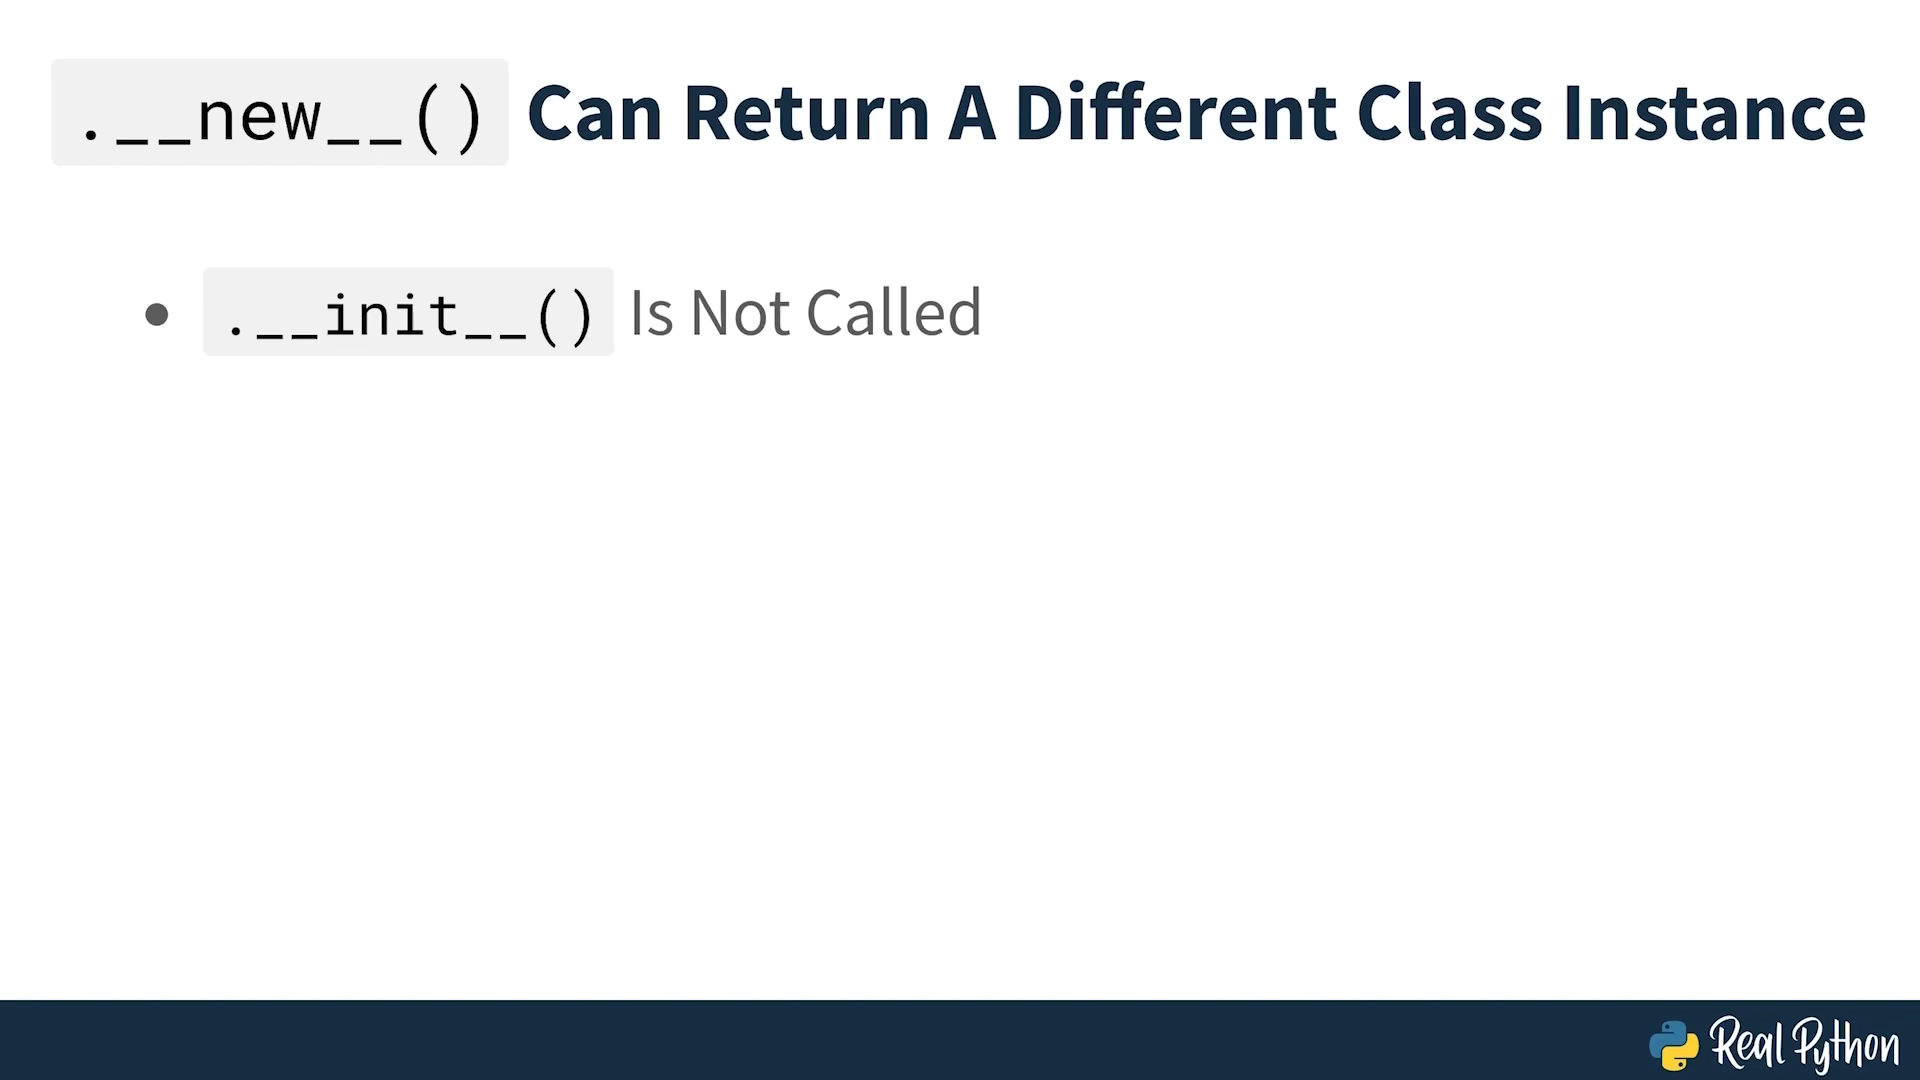 .__new__() Can Return A Different Class Instance
• .__init__() Is Not Called
Real Python